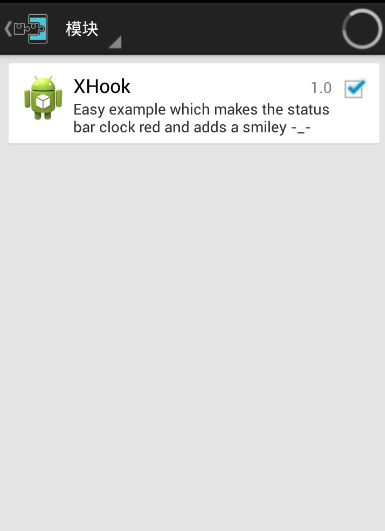 模块
XHook 1.0
Easy example which makes the status
bar clock red and adds a smiley -_-